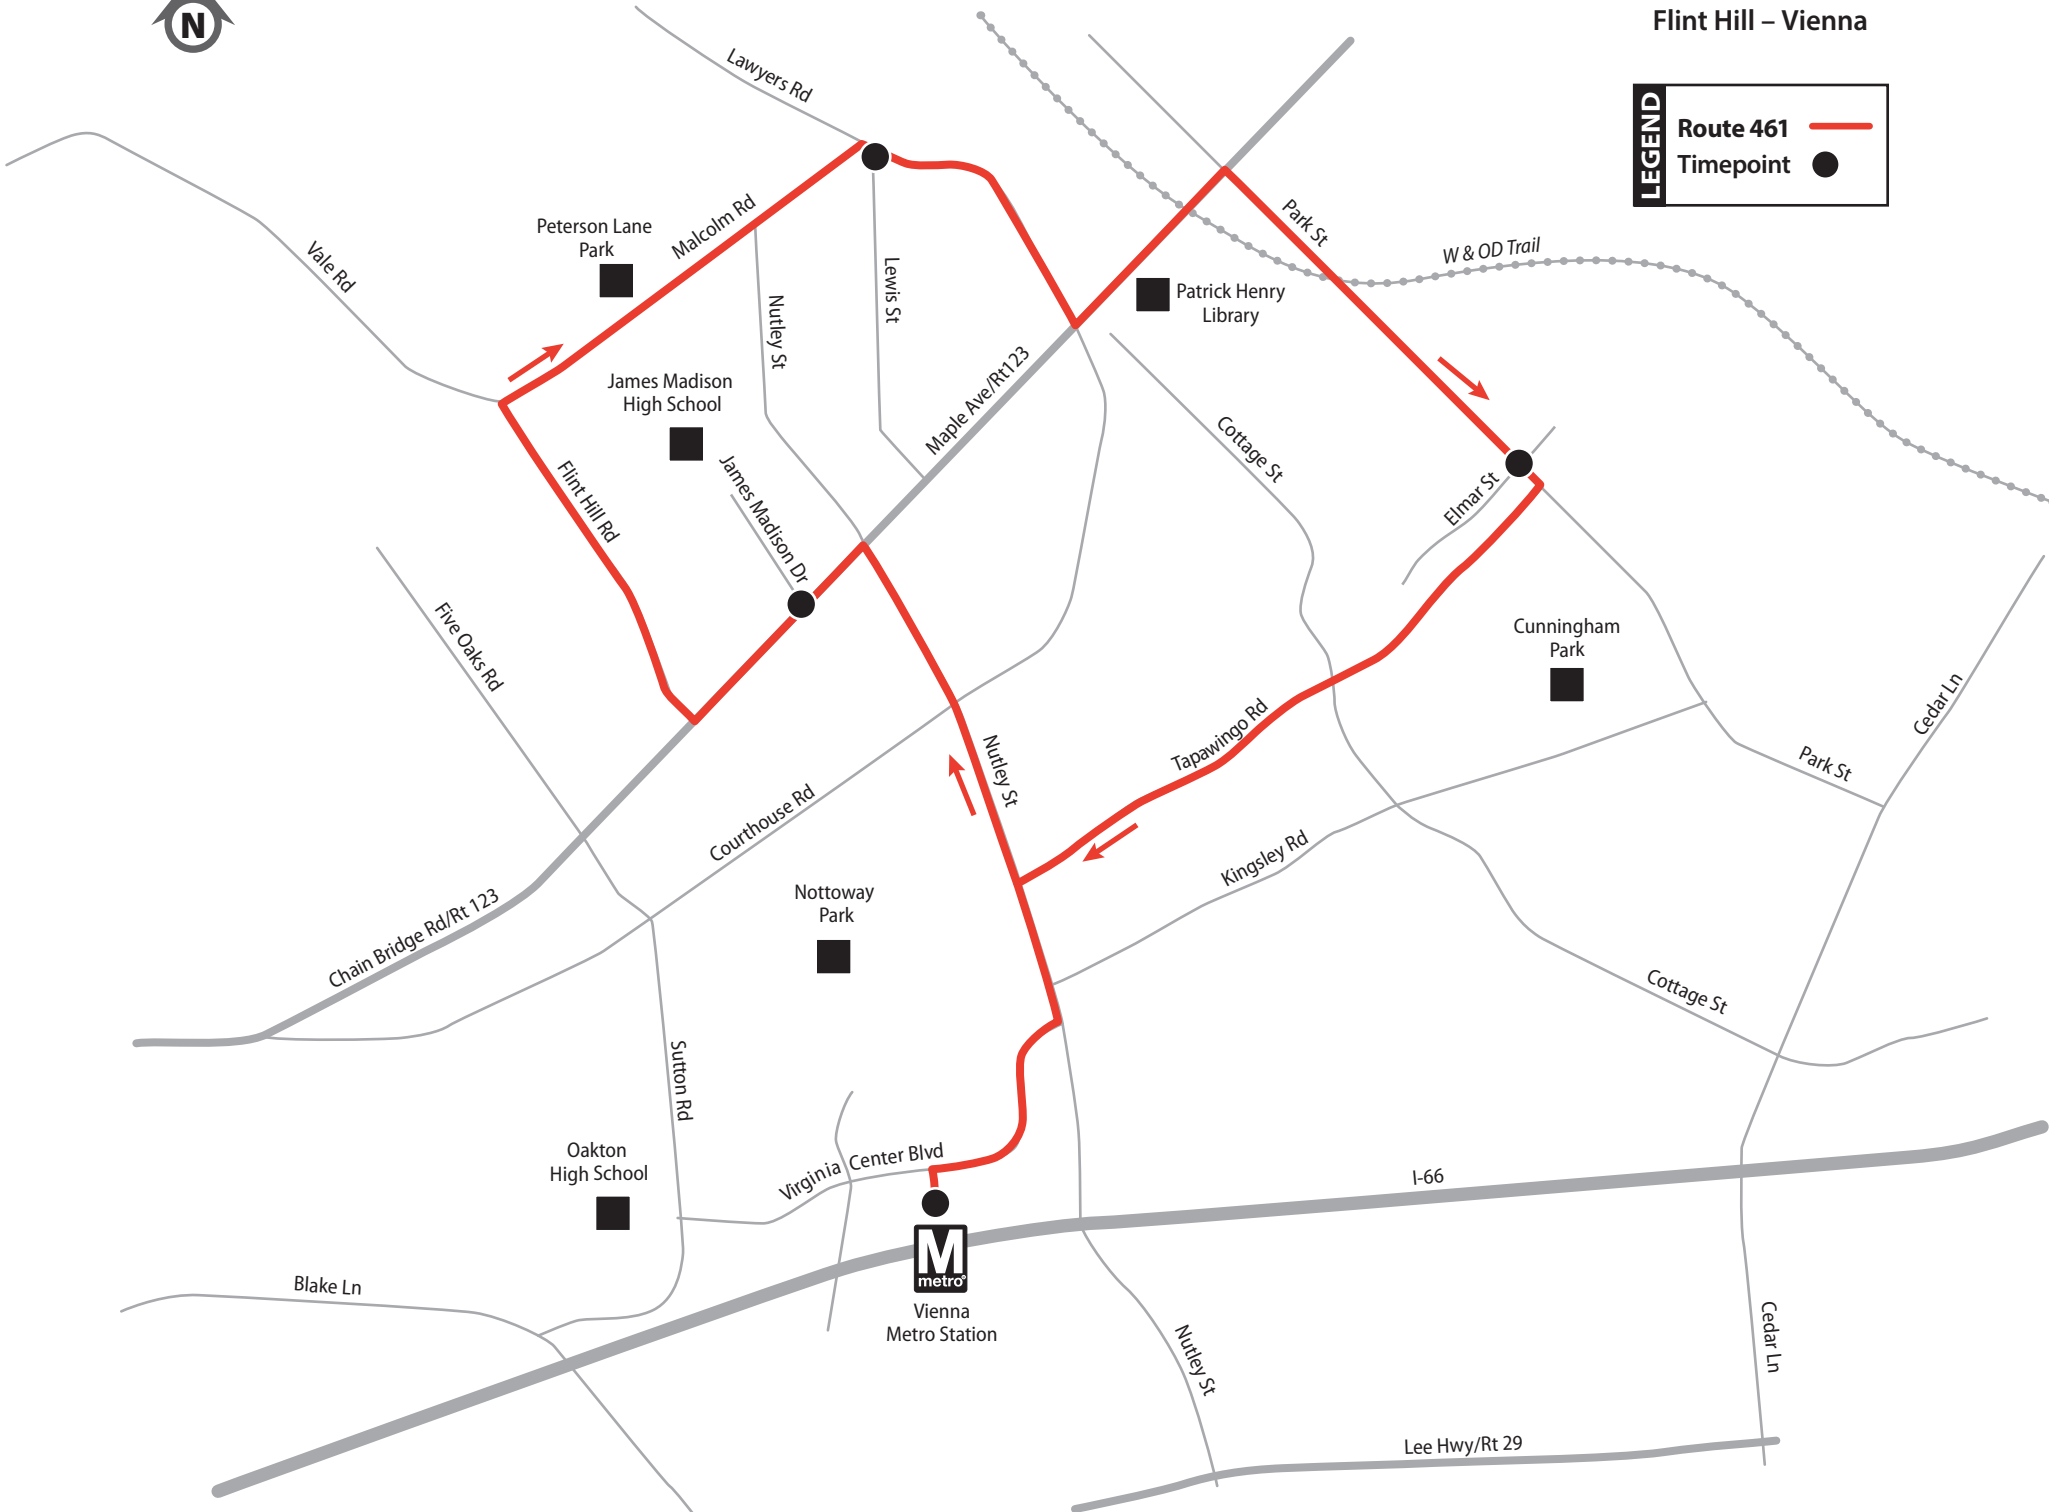 N
Flint Hill – Vienna
LEGEND
Route 461
Timepoint
Lawyers Rd
Vale Rd
Peterson Lane
Park
Malcolm Rd
Nutley St
Lewis St
Park St
W & OD Trail
Patrick Henry
Library
James Madison
High School
Maple Ave/Rt123
James Madison Dr
Flint Hill Rd
Cottage St
Elmar St
Five Oaks Rd
Cunningham
Park
Cedar Ln
Tapawingo Rd
Nutley St
Park St
Courthouse Rd
Kingsley Rd
Chain Bridge Rd/Rt 123
Nottoway
Park
Cottage St
Sutton Rd
Oakton
High School
Virginia Center Blvd
I-66
M
metro
Vienna
Metro Station
Blake Ln
Nutley St
Cedar Ln
Lee Hwy/Rt 29